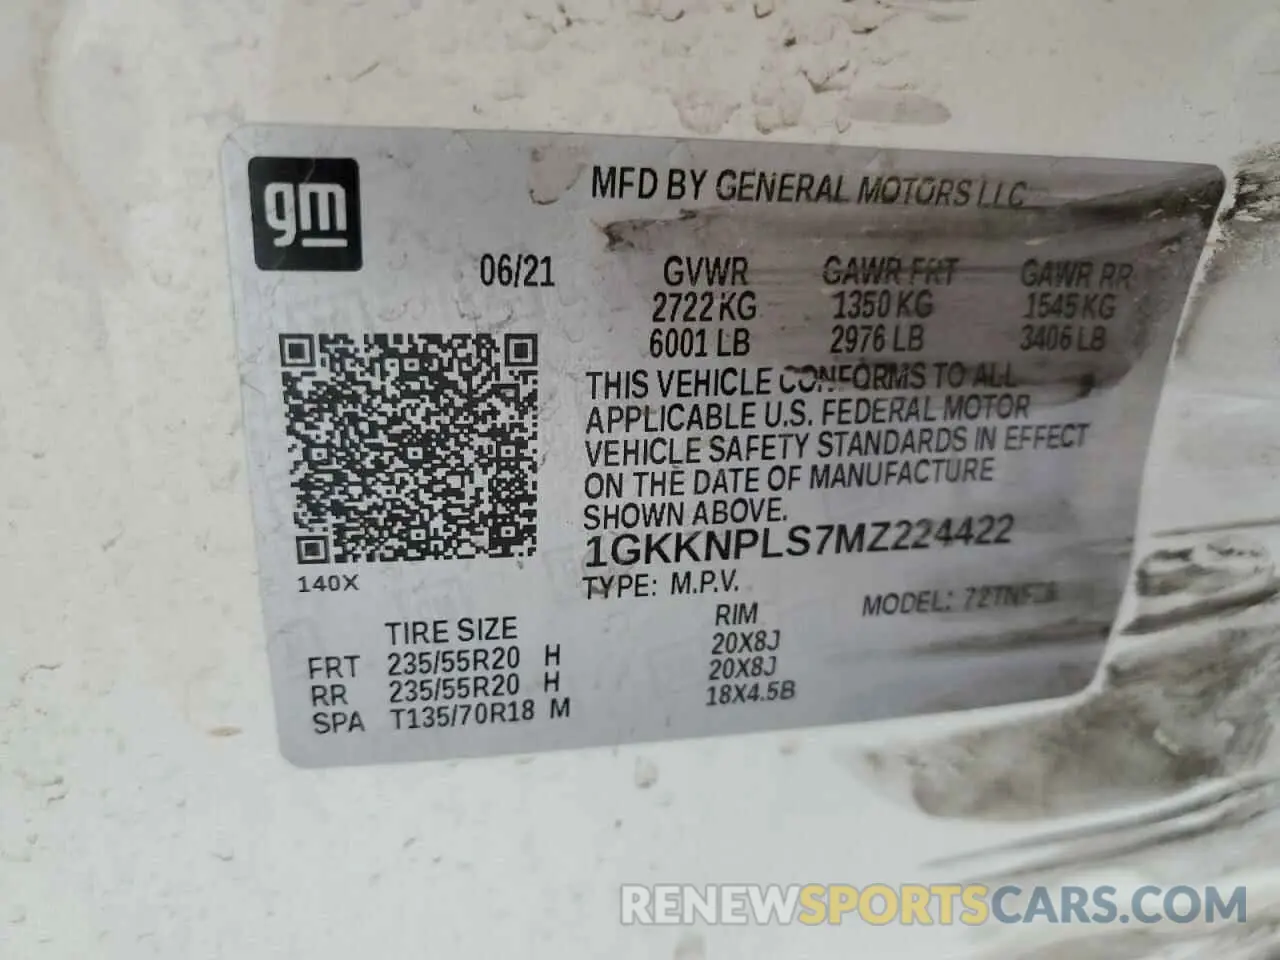 gm
MFD BY GENERAL MOTORS LLC
06/21 GVWR GAWR FRT GAWR RR
2722 KG 1350 KG 1545 KG
6001 LB 2976 LB 3406 LB
THIS VEHICLE CONFORMS TO ALL
APPLICABLE U.S. FEDERAL MOTOR
VEHICLE SAFETY STANDARDS IN EFFECT
ON THE DATE OF MANUFACTURE
SHOWN ABOVE.
1GKKNPLS7MZ224422
140X
TYPE: M.P.V. MODEL:
TIRE SIZE RIM
FRT 235/55R20 H 20X8J
RR 235/55R20 H 20X8J
SPA T135/70R18 M 18X4.5B
RENEWSPORTSCARS.COM